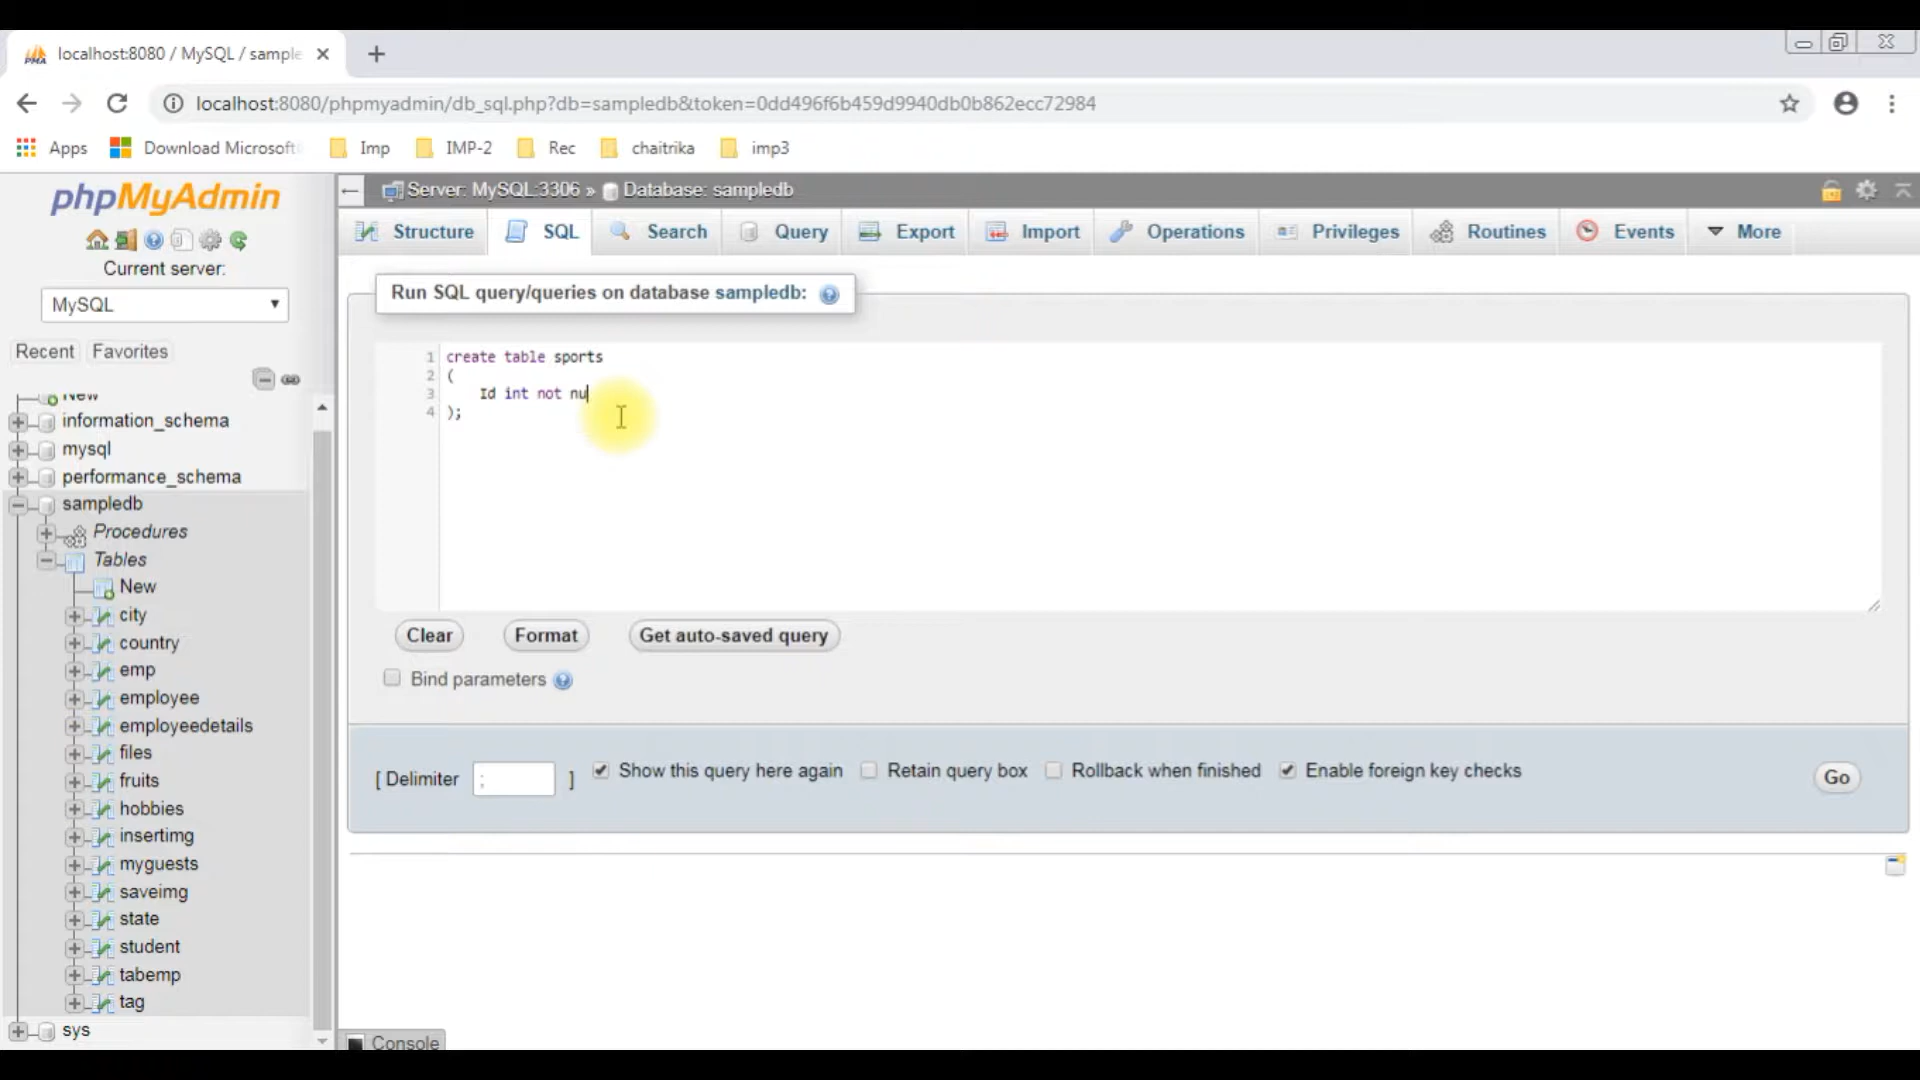 localhost:8080 / MySQL / sample
localhost:8080/phpmyadmin/db_sql.php?db=sampledb&token=0dd496f6b459d9940db0b862ecc72984
Apps Download Microsoft Imp IMP-2 Rec chaitrika imp3
phpMyAdmin
Current server:
MySQL
Recent Favorites
New
information_schema
mysql
performance_schema
sampledb
Procedures
Tables
New
city
country
emp
employee
employeedetails
files
fruits
hobbies
insertimg
myguests
saveimg
state
student
tabemp
tag
sys
Server: MySQL:3306 » Database: sampledb
Structure SQL Search Query Export Import Operations Privileges Routines Events More
Run SQL query/queries on database sampledb:
1 create table sports
2 (
3 Id int not nu
4 );
Clear Format Get auto-saved query
Bind parameters
[ Delimiter ; ] Show this query here again Retain query box Rollback when finished Enable foreign key checks Go
Console